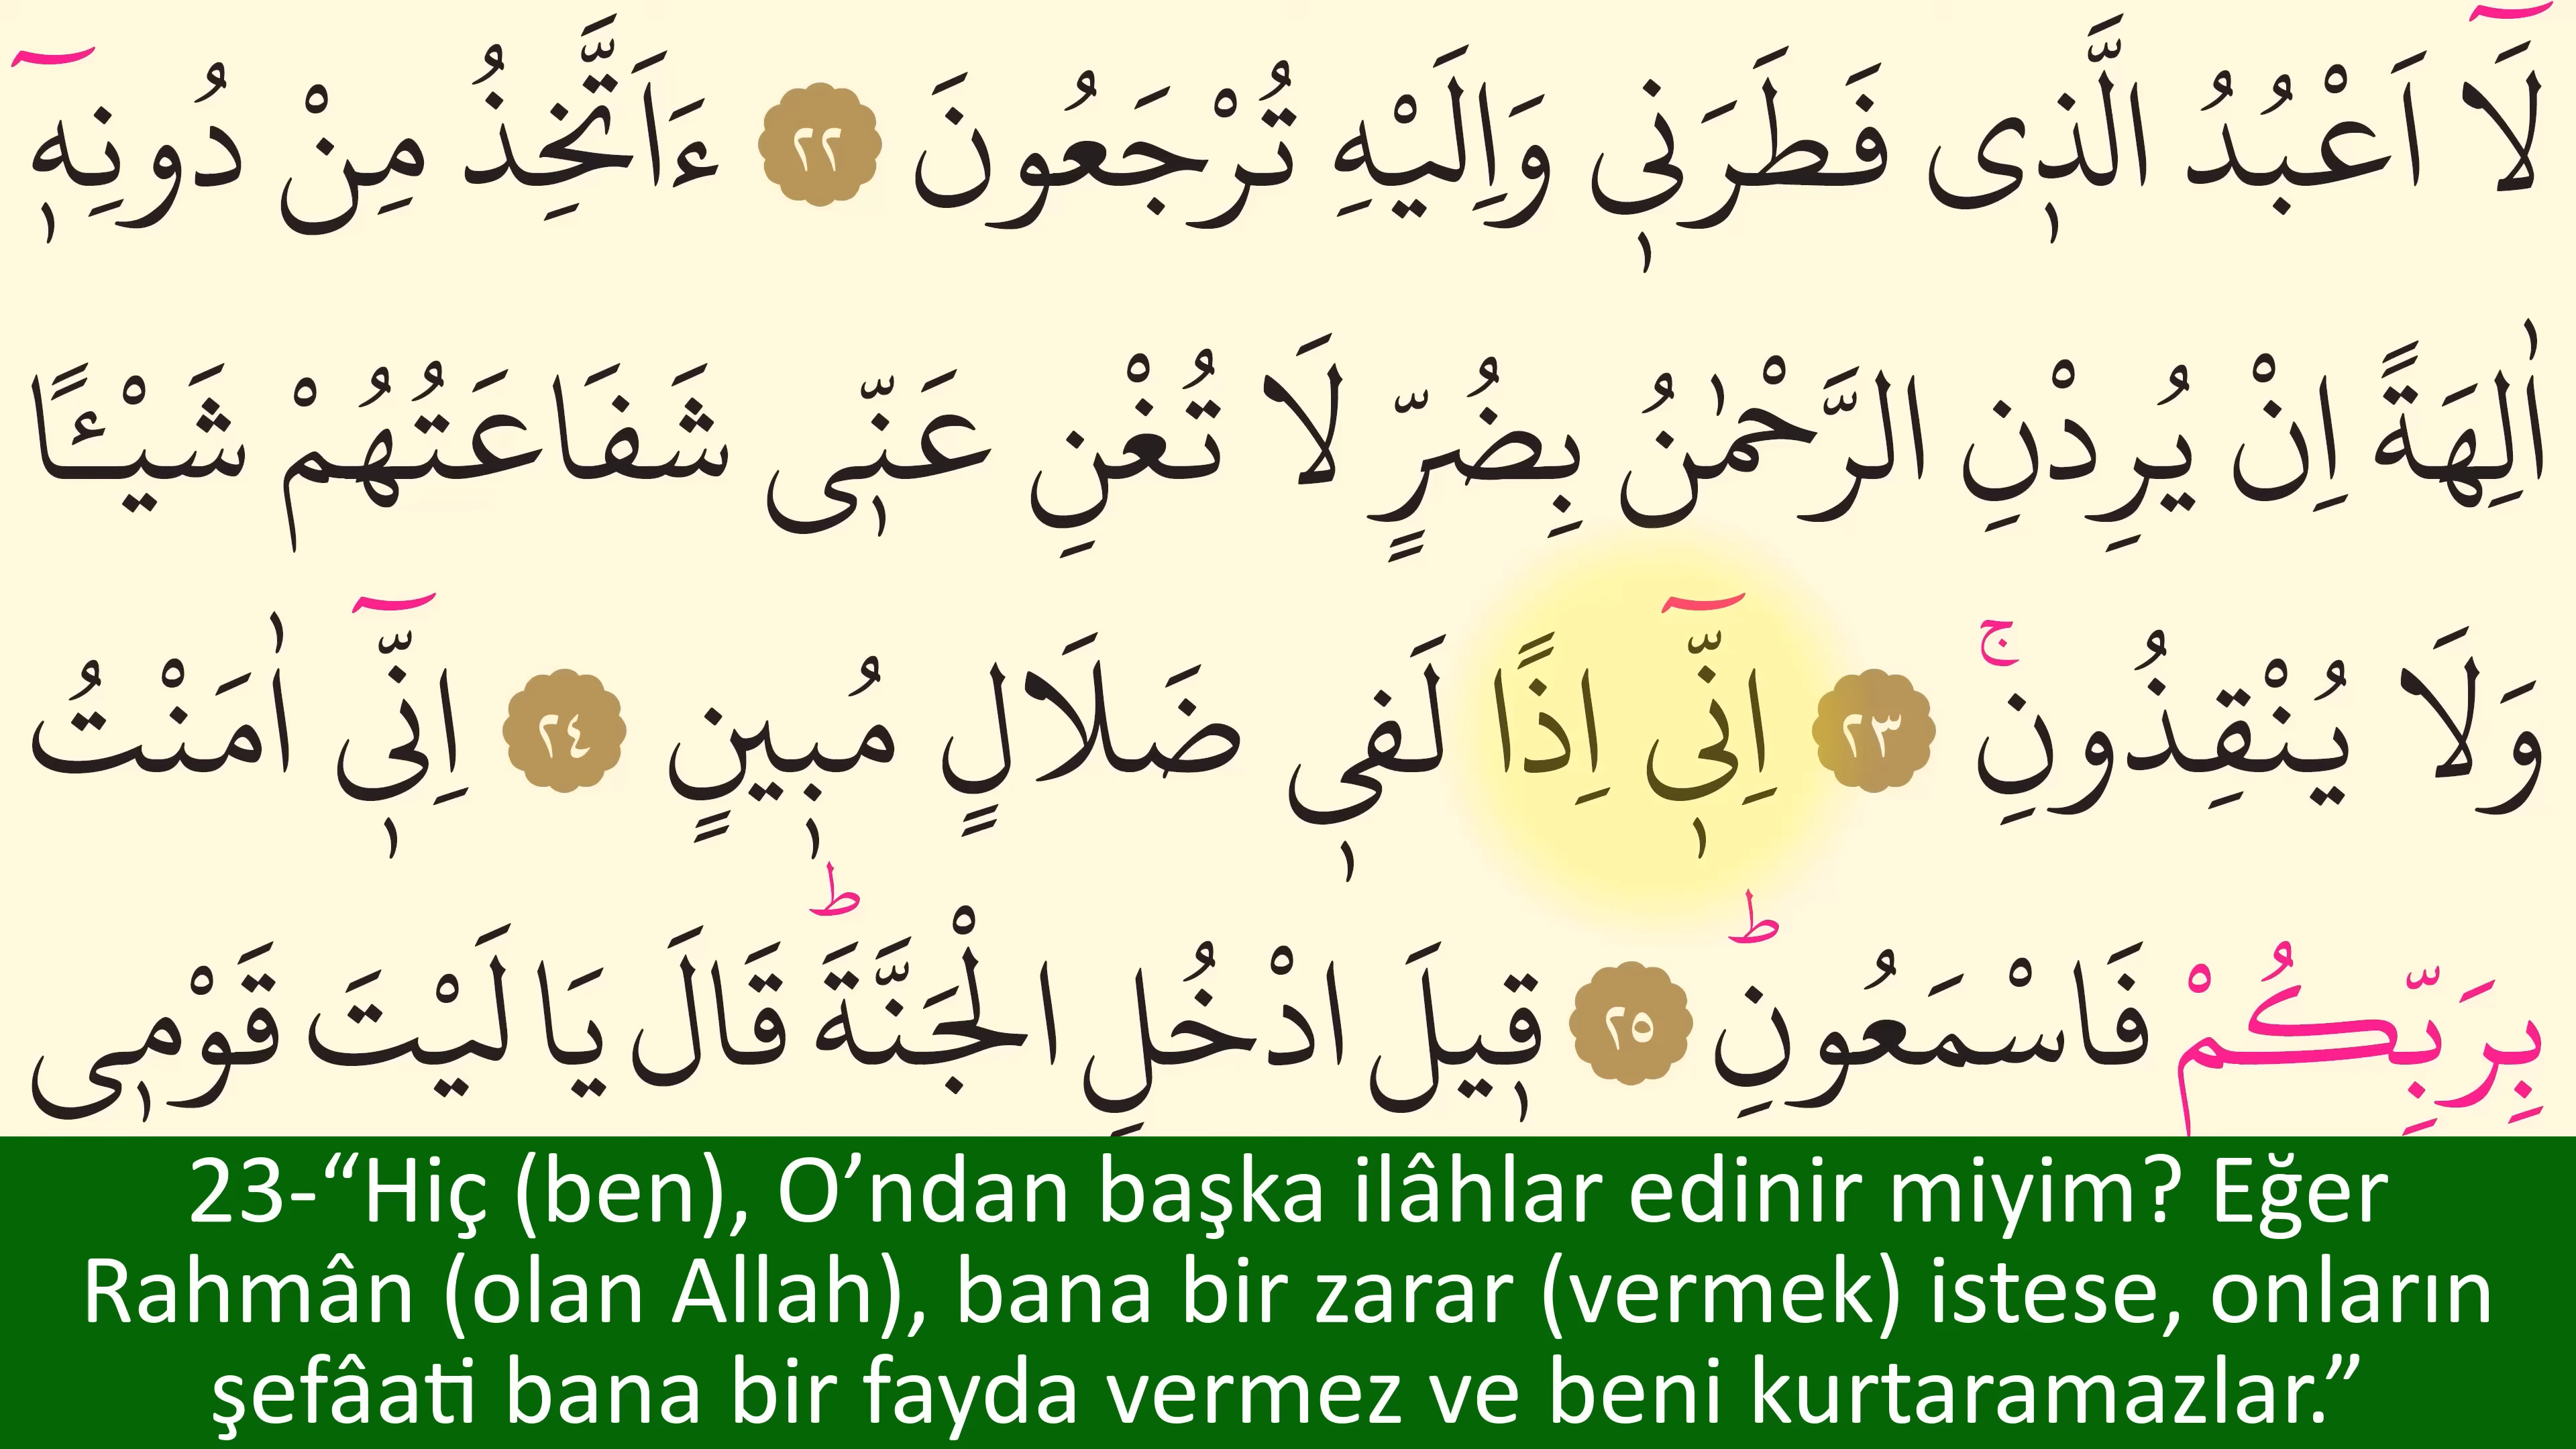 لَٓا اَعْبُدُ الَّذ۪ى فَطَرَن۪ى وَاِلَيْهِ تُرْجَعُونَ ٢٢ ءَاَتَّخِذُ مِنْ دُونِه۪ٓ
اٰلِهَةً اِنْ يُرِدْنِ الرَّحْمٰنُ بِضُرٍّ لَا تُغْنِ عَنّ۪ى شَفَاعَتُهُمْ شَيْـًٔا
وَلَا يُنْقِذُونِۚ ٢٣ اِنّ۪ٓى اِذًا لَف۪ى ضَلَالٍ مُب۪ينٍ ٢٤ اِنّ۪ٓى اٰمَنْتُ
بِرَبِّكُمْ فَاسْمَعُونِۜ ٢٥ ق۪يلَ ادْخُلِ الْجَنَّةَۜ قَالَ يَا لَيْتَ قَوْم۪ى
23-“Hiç (ben), O’ndan başka ilâhlar edinir miyim? Eğer
Rahmân (olan Allah), bana bir zarar (vermek) istese, onların
şefâati bana bir fayda vermez ve beni kurtaramazlar.”